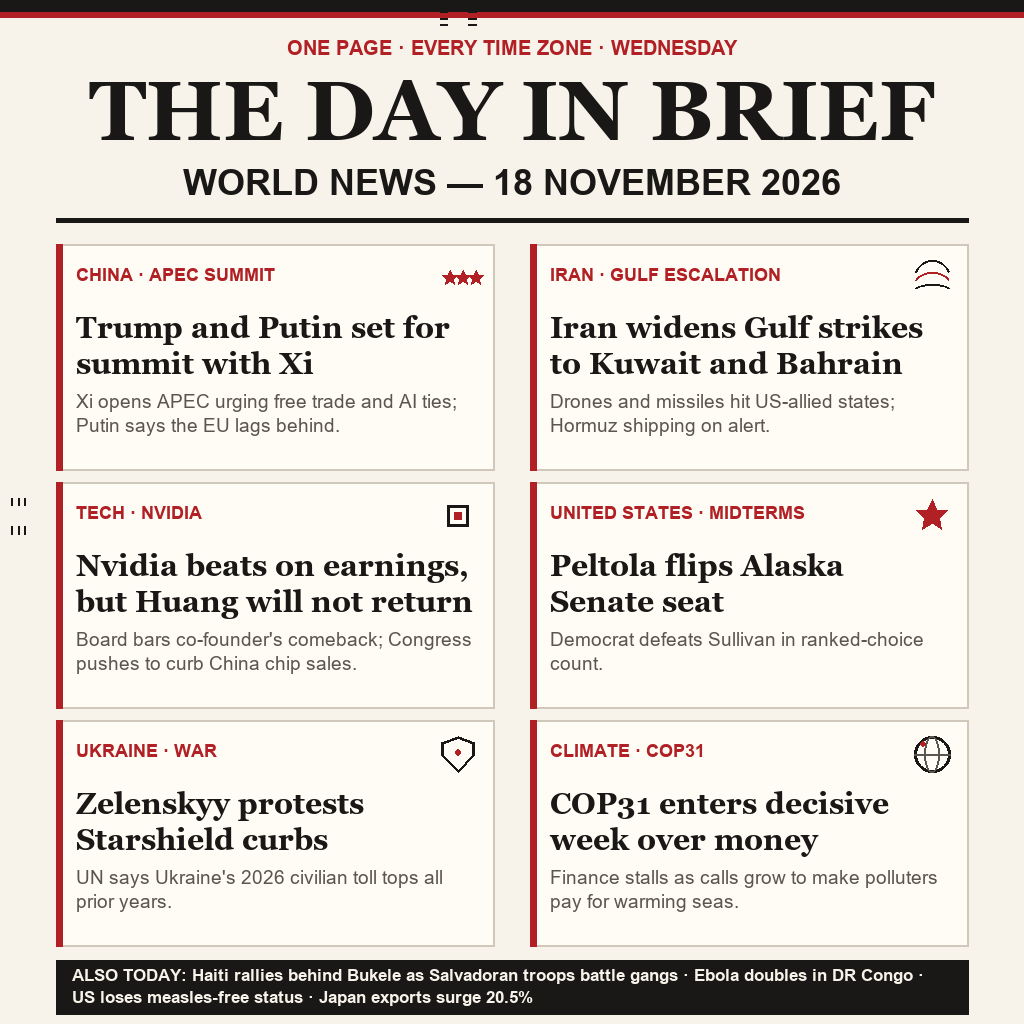 ONE PAGE · EVERY TIME ZONE · WEDNESDAY
THE DAY IN BRIEF
WORLD NEWS — 18 NOVEMBER 2026
CHINA · APEC SUMMIT
Trump and Putin set for
summit with Xi
Xi opens APEC urging free trade and AI ties;
Putin says the EU lags behind.
IRAN · GULF ESCALATION
Iran widens Gulf strikes
to Kuwait and Bahrain
Drones and missiles hit US-allied states;
Hormuz shipping on alert.
TECH · NVIDIA
Nvidia beats on earnings,
but Huang will not return
Board bars co-founder's comeback; Congress
pushes to curb China chip sales.
UNITED STATES · MIDTERMS
Peltola flips Alaska
Senate seat
Democrat defeats Sullivan in ranked-choice
count.
UKRAINE · WAR
Zelenskyy protests
Starshield curbs
UN says Ukraine's 2026 civilian toll tops all
prior years.
CLIMATE · COP31
COP31 enters decisive
week over money
Finance stalls as calls grow to make polluters
pay for warming seas.
ALSO TODAY: Haiti rallies behind Bukele as Salvadoran troops battle gangs · Ebola doubles in DR Congo ·
US loses measles-free status · Japan exports surge 20.5%